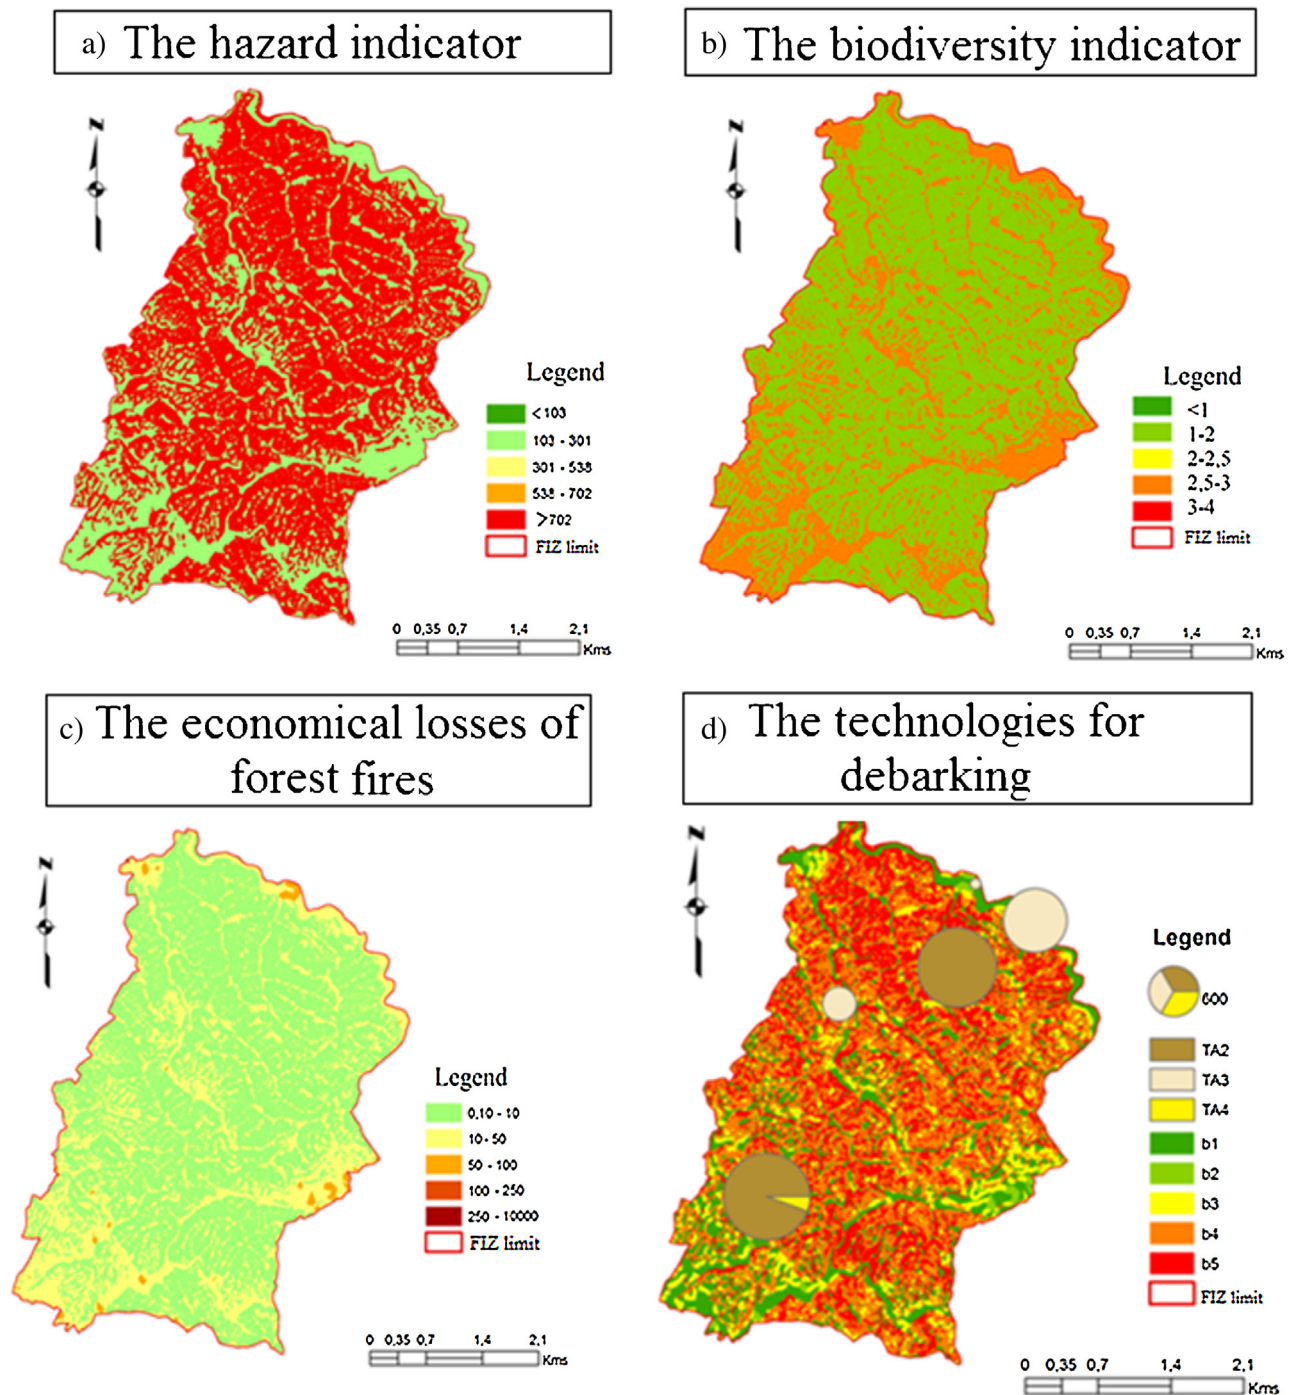 a) The hazard indicator
N
Legend
<103
103 - 301
301 - 538
538 - 702
>702
FIZ limit
0 0,35 0,7 1,4 2,1
Kms
b) The biodiversity indicator
N
Legend
<1
1-2
2-2,5
2,5-3
3-4
FIZ limit
0 0,35 0,7 1,4 2,1
Kms
c) The economical losses of
forest fires
N
Legend
0,10 - 10
10 - 50
50 - 100
100 - 250
250 - 10000
FIZ limit
0 0,35 0,7 1,4 2,1
Kms
d) The technologies for
debarking
N
Legend
600
TA2
TA3
TA4
b1
b2
b3
b4
b5
FIZ limit
0 0,35 0,7 1,4 2,1
Kms